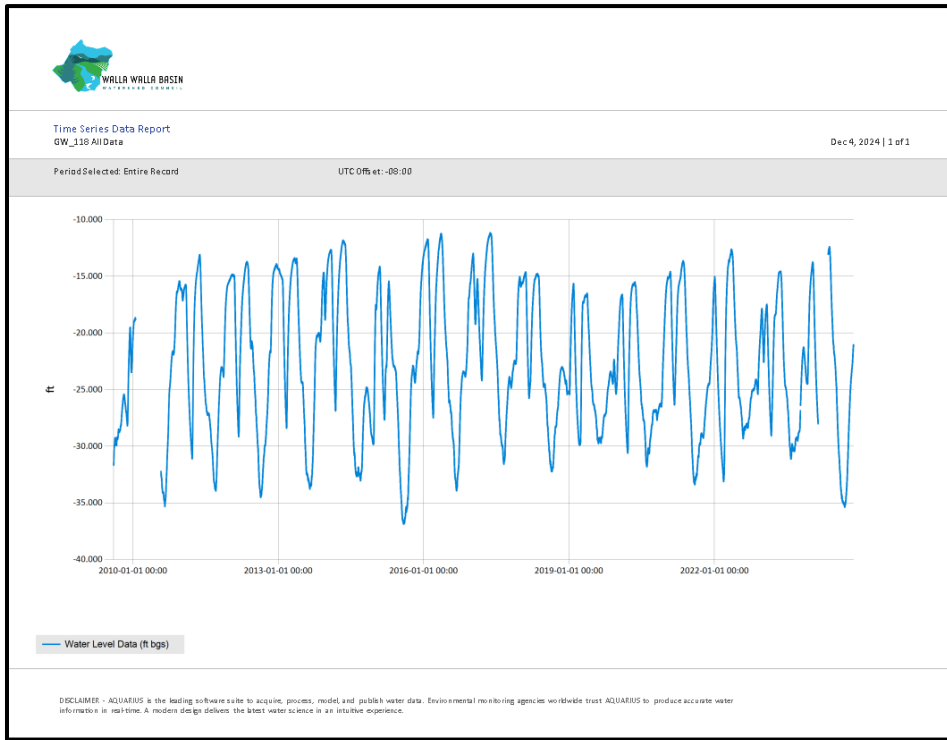 WALLA WALLA BASIN
WATERSHED COUNCIL
Time Series Data Report
GW_118 All Data
Dec 4, 2024 | 1 of 1
Period Selected: Entire Record
UTC Offset: -08:00
-10.000
-15.000
-20.000
-25.000
-30.000
-35.000
-40.000
ft
2010-01-01 00:00
2013-01-01 00:00
2016-01-01 00:00
2019-01-01 00:00
2022-01-01 00:00
Water Level Data (ft bgs)
DISCLAIMER - AQUARIUS is the leading software suite to acquire, process, model, and publish water data. Environmental monitoring agencies worldwide trust AQUARIUS to produce accurate water
information in real-time. A modern design delivers the latest water science in an intuitive experience.